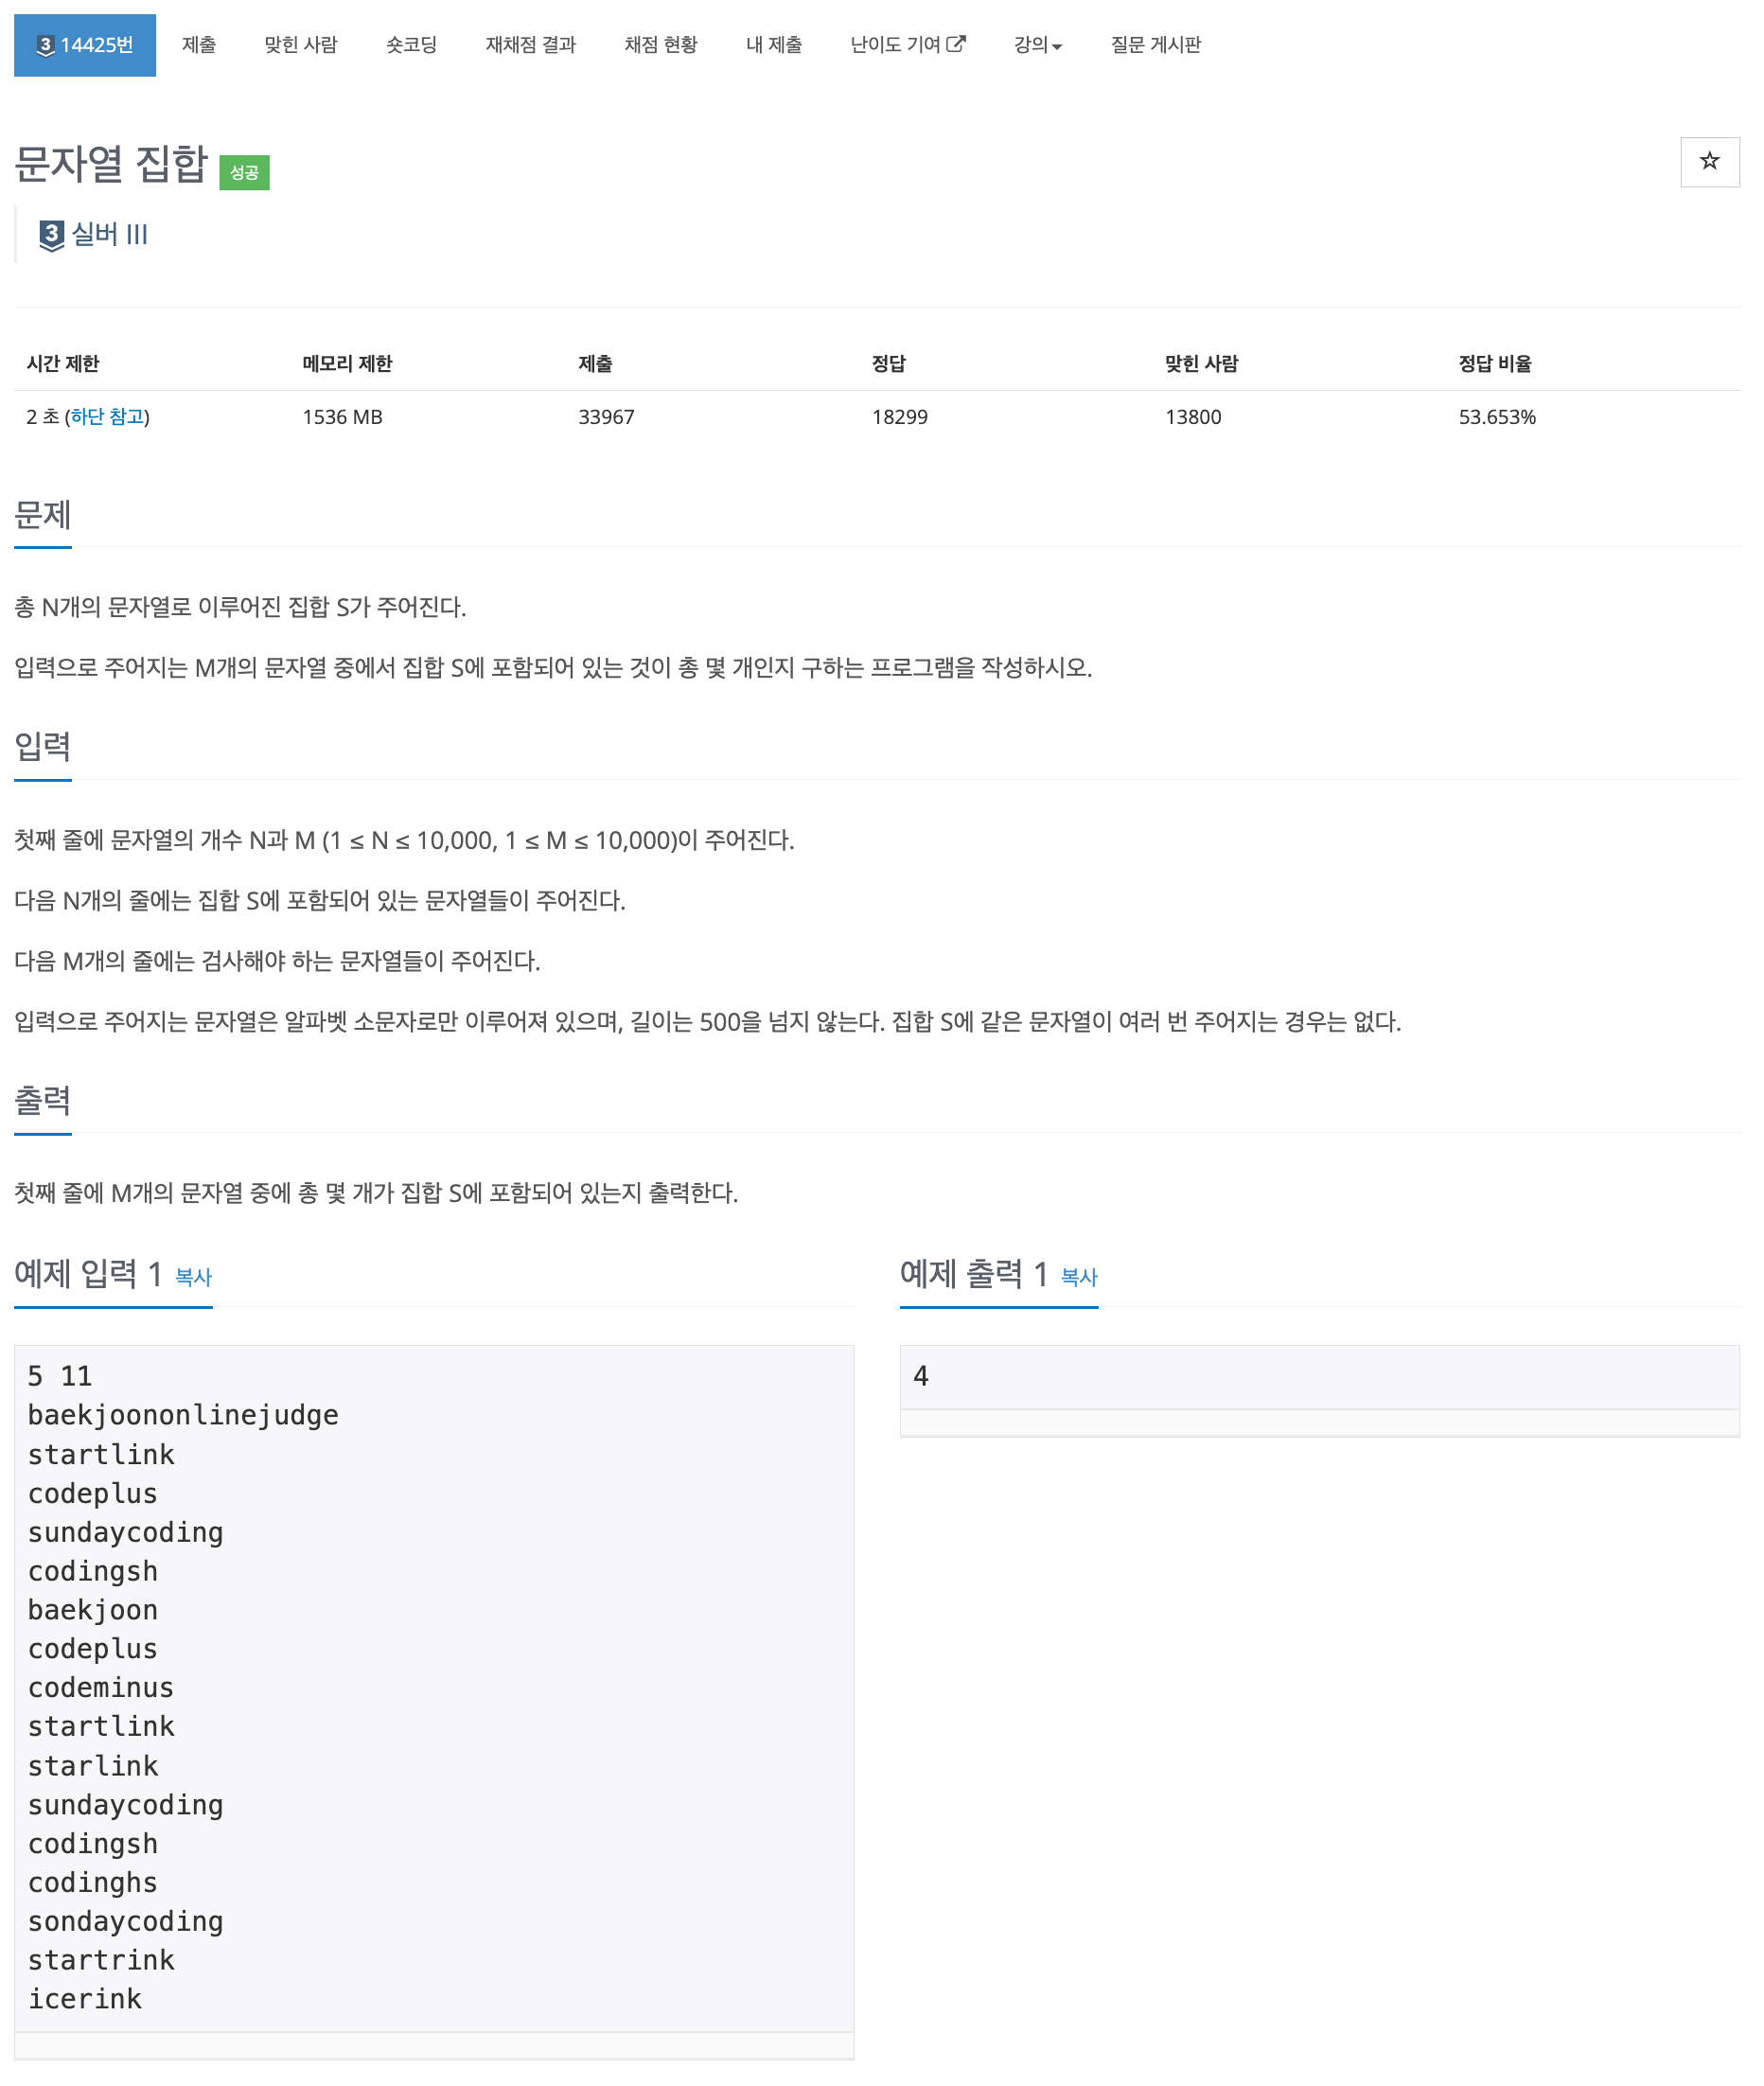 3 14425번 제출 맞힌 사람 숏코딩 재채점 결과 채점 현황 내 제출 난이도 기여 강의 질문 게시판
문자열 집합 성공
☆
3 실버 III
시간 제한 메모리 제한 제출 정답 맞힌 사람 정답 비율
2 초 (하단 참고) 1536 MB 33967 18299 13800 53.653%
문제
총 N개의 문자열로 이루어진 집합 S가 주어진다.
입력으로 주어지는 M개의 문자열 중에서 집합 S에 포함되어 있는 것이 총 몇 개인지 구하는 프로그램을 작성하시오.
입력
첫째 줄에 문자열의 개수 N과 M (1 ≤ N ≤ 10,000, 1 ≤ M ≤ 10,000)이 주어진다.
다음 N개의 줄에는 집합 S에 포함되어 있는 문자열들이 주어진다.
다음 M개의 줄에는 검사해야 하는 문자열들이 주어진다.
입력으로 주어지는 문자열은 알파벳 소문자로만 이루어져 있으며, 길이는 500을 넘지 않는다. 집합 S에 같은 문자열이 여러 번 주어지는 경우는 없다.
출력
첫째 줄에 M개의 문자열 중에 총 몇 개가 집합 S에 포함되어 있는지 출력한다.
예제 입력 1 복사
5 11
baekjoononlinejudge
startlink
codeplus
sundaycoding
codingsh
baekjoon
codeplus
codeminus
startlink
starlink
sundaycoding
codingsh
codinghs
sondaycoding
startrink
icerink
예제 출력 1 복사
4